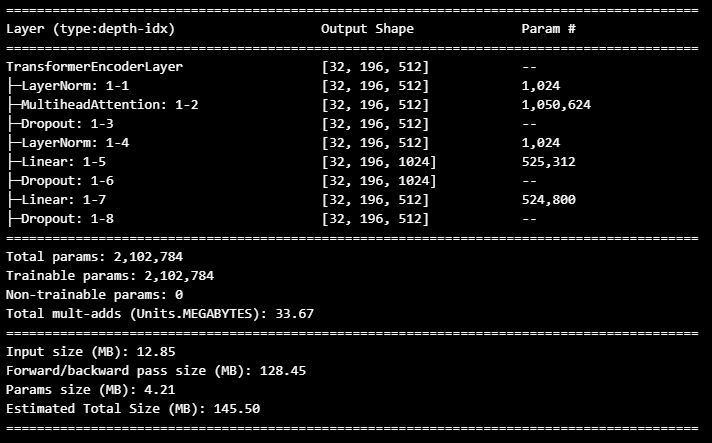 ==========================================================================================
Layer (type:depth-idx)                   Output Shape              Param #
==========================================================================================
TransformerEncoderLayer                  [32, 196, 512]            --
├─LayerNorm: 1-1                         [32, 196, 512]            1,024
├─MultiheadAttention: 1-2                [32, 196, 512]            1,050,624
├─Dropout: 1-3                           [32, 196, 512]            --
├─LayerNorm: 1-4                         [32, 196, 512]            1,024
├─Linear: 1-5                            [32, 196, 1024]           525,312
├─Dropout: 1-6                           [32, 196, 1024]           --
├─Linear: 1-7                            [32, 196, 512]            524,800
├─Dropout: 1-8                           [32, 196, 512]            --
==========================================================================================
Total params: 2,102,784
Trainable params: 2,102,784
Non-trainable params: 0
Total mult-adds (Units.MEGABYTES): 33.67
==========================================================================================
Input size (MB): 12.85
Forward/backward pass size (MB): 128.45
Params size (MB): 4.21
Estimated Total Size (MB): 145.50
==========================================================================================